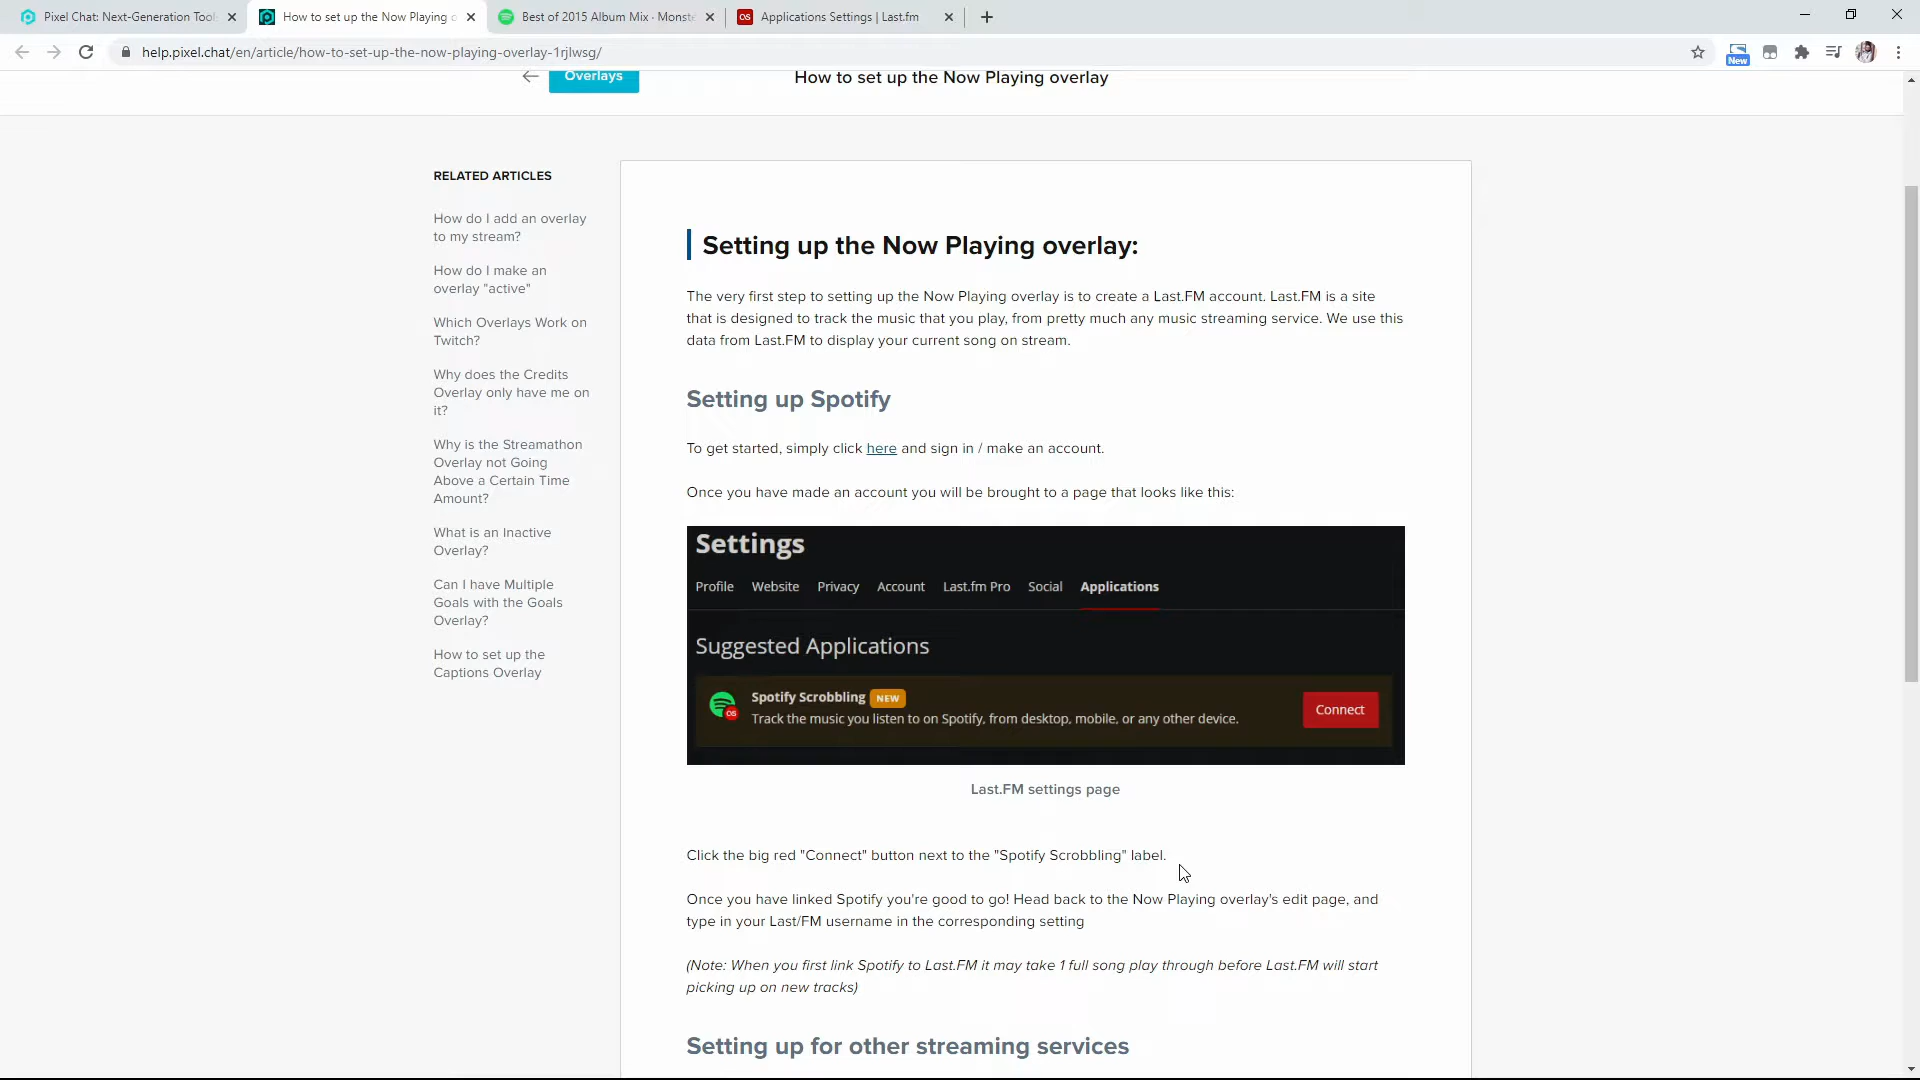 Pixel Chat: Next-Generation Tool
How to set up the Now Playing o
Best of 2015 Album Mix - Monst
Applications Settings | Last.fm
help.pixel.chat/en/article/how-to-set-up-the-now-playing-overlay-1rjlwsg/
New
Overlays
How to set up the Now Playing overlay
RELATED ARTICLES
How do I add an overlay
to my stream?
How do I make an
overlay "active"
Which Overlays Work on
Twitch?
Why does the Credits
Overlay only have me on
it?
Why is the Streamathon
Overlay not Going
Above a Certain Time
Amount?
What is an Inactive
Overlay?
Can I have Multiple
Goals with the Goals
Overlay?
How to set up the
Captions Overlay
Setting up the Now Playing overlay:
The very first step to setting up the Now Playing overlay is to create a Last.FM account. Last.FM is a site
that is designed to track the music that you play, from pretty much any music streaming service. We use this
data from Last.FM to display your current song on stream.
Setting up Spotify
To get started, simply click here and sign in / make an account.
Once you have made an account you will be brought to a page that looks like this:
Settings
Profile Website Privacy Account Last.fm Pro Social Applications
Suggested Applications
Spotify Scrobbling NEW
Track the music you listen to on Spotify, from desktop, mobile, or any other device.
Connect
Last.FM settings page
Click the big red "Connect" button next to the "Spotify Scrobbling" label.
Once you have linked Spotify you're good to go! Head back to the Now Playing overlay's edit page, and
type in your Last/FM username in the corresponding setting
(Note: When you first link Spotify to Last.FM it may take 1 full song play through before Last.FM will start
picking up on new tracks)
Setting up for other streaming services